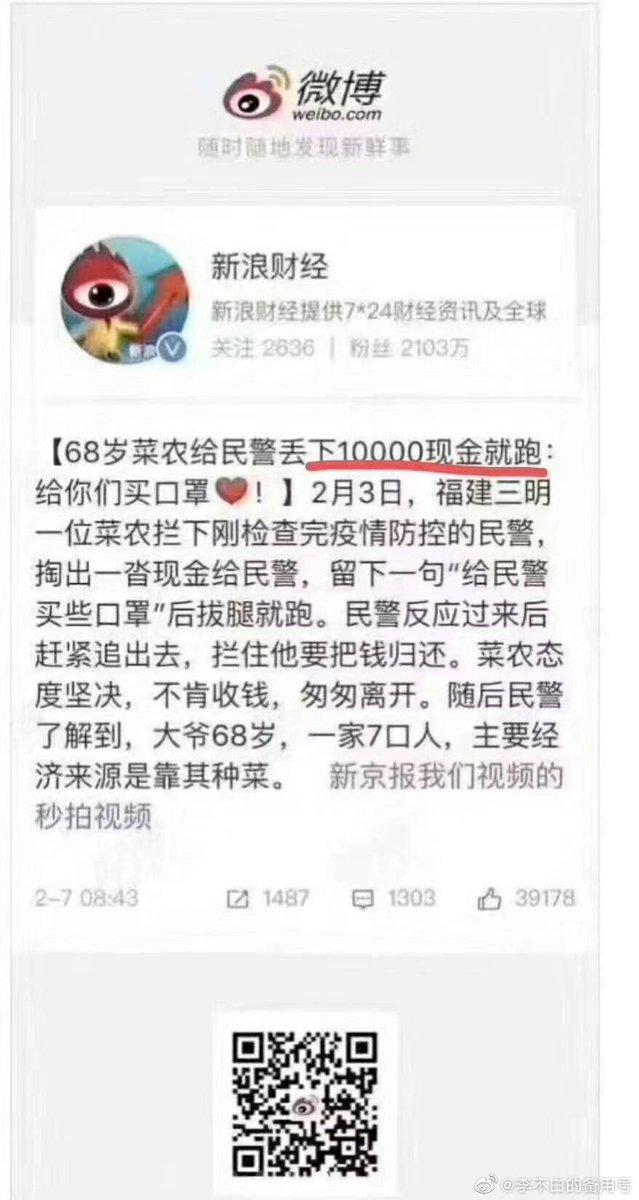 微博
weibo.com
随时随地发现新鲜事
新浪财经
新浪财经提供7*24财经资讯及全球
关注 2636 | 粉丝 2103万
新浪
【68岁菜农给民警丢下10000现金就跑：
给你们买口罩❤！】2月3日，福建三明
一位菜农拦下刚检查完疫情防控的民警，
掏出一沓现金给民警，留下一句“给民警
买些口罩”后拔腿就跑。民警反应过来后
赶紧追出去，拦住他要把钱归还。菜农态
度坚决，不肯收钱，匆匆离开。随后民警
了解到，大爷68岁，一家7口人，主要经
济来源是靠其种菜。 新京报我们视频的
秒拍视频
2-7 08:43 1487 1303 39178
@李不白的备用号